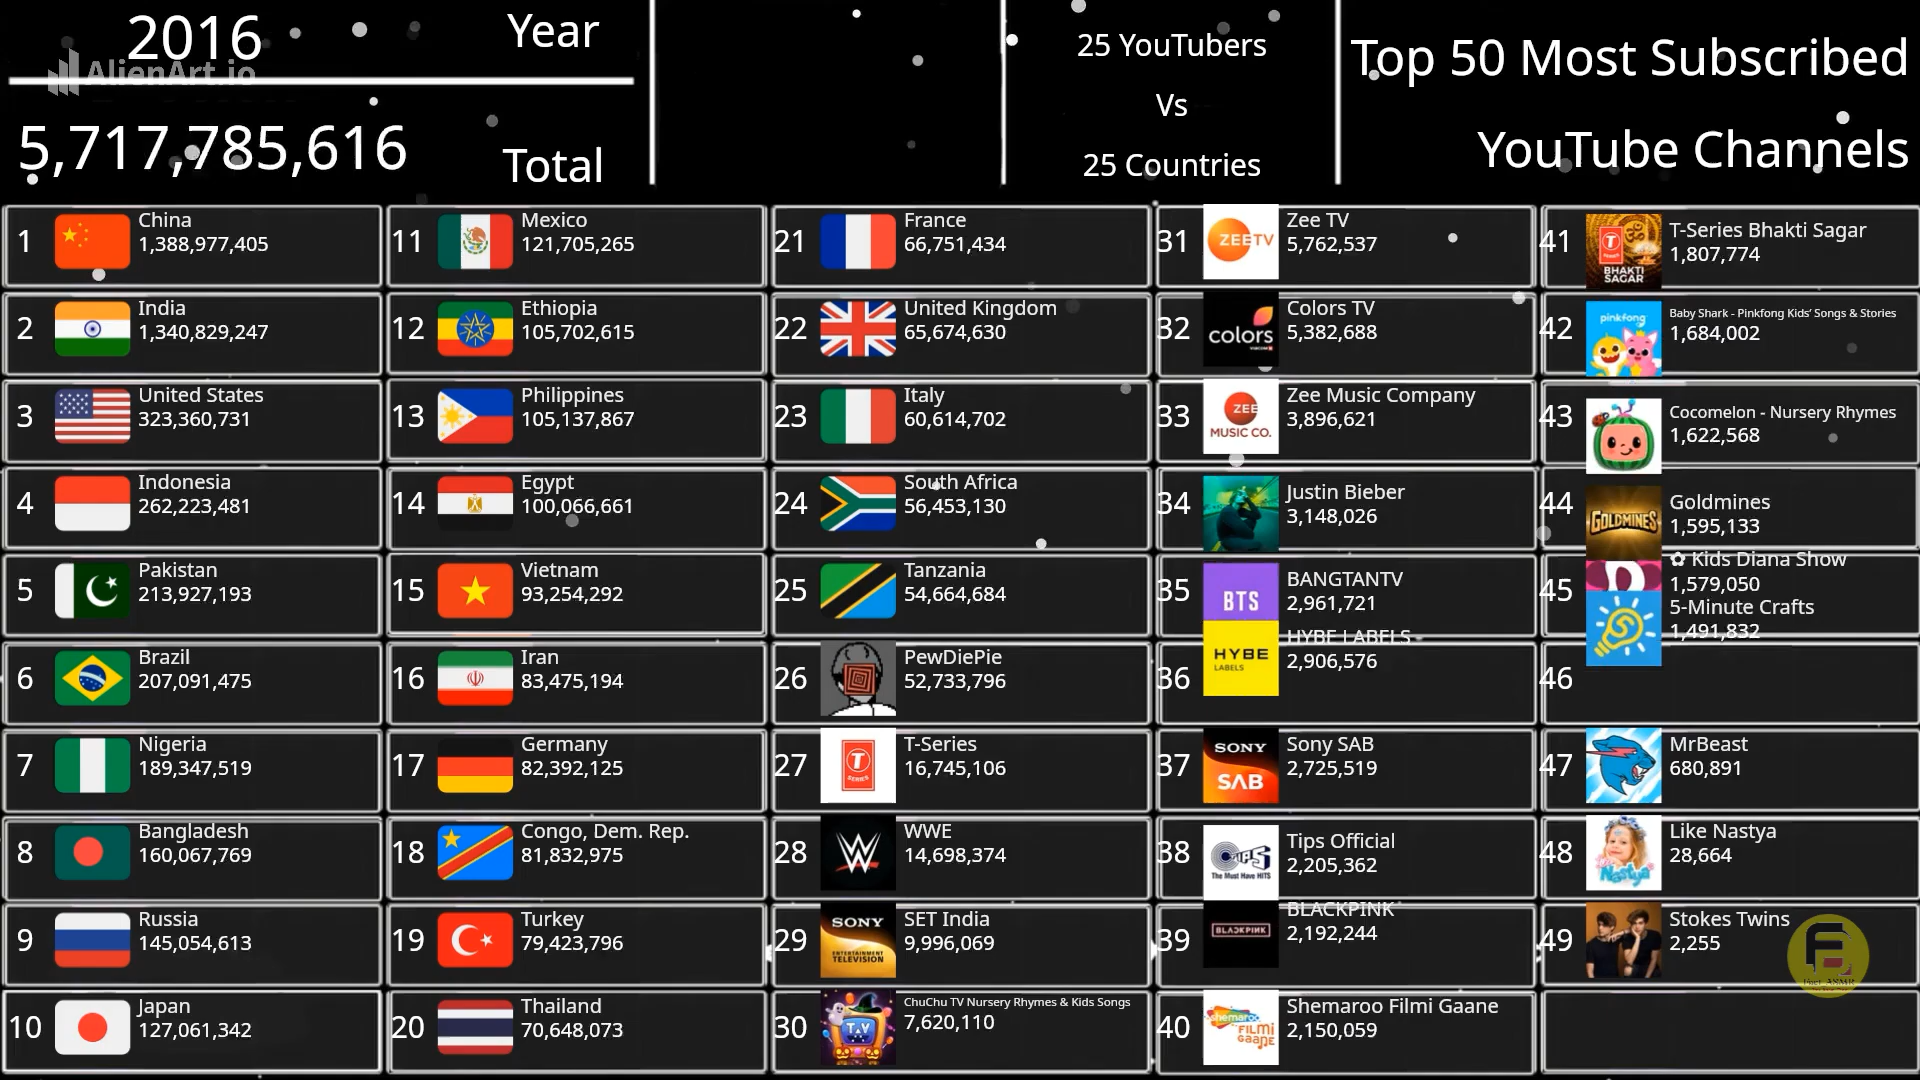 2016
Year
AlienArt.io
5,717,785,616
Total
25 YouTubers
Vs
25 Countries
Top 50 Most Subscribed
YouTube Channels
1
China
1,388,977,405
2
India
1,340,829,247
3
United States
323,360,731
4
Indonesia
262,223,481
5
Pakistan
213,927,193
6
Brazil
207,091,475
7
Nigeria
189,347,519
8
Bangladesh
160,067,769
9
Russia
145,054,613
10
Japan
127,061,342
11
Mexico
121,705,265
12
Ethiopia
105,702,615
13
Philippines
105,137,867
14
Egypt
100,066,661
15
Vietnam
93,254,292
16
Iran
83,475,194
17
Germany
82,392,125
18
Congo, Dem. Rep.
81,832,975
19
Turkey
79,423,796
20
Thailand
70,648,073
21
France
66,751,434
22
United Kingdom
65,674,630
23
Italy
60,614,702
24
South Africa
56,453,130
25
Tanzania
54,664,684
26
PewDiePie
52,733,796
27
T SERIES
T-Series
16,745,106
28
WWE
14,698,374
29
SONY
ENTERTAINMENT
TELEVISION
SET India
9,996,069
30
ChuChu TV Nursery Rhymes & Kids Songs
7,620,110
31
ZEE TV
Zee TV
5,762,537
32
colors
Colors TV
5,382,688
33
ZEE
MUSIC CO.
Zee Music Company
3,896,621
34
Justin Bieber
3,148,026
35
BTS
BANGTANTV
2,961,721
36
HYBE
LABELS
HYBE LABELS
2,906,576
37
SONY
SAB
Sony SAB
2,725,519
38
TIPS
The Must Have HITS
Tips Official
2,205,362
39
BLACKPINK
BLACKPINK
2,192,244
40
shemaroo
FILMI
GAANE
Shemaroo Filmi Gaane
2,150,059
41
T SERIES
BHAKTI
SAGAR
T-Series Bhakti Sagar
1,807,774
42
pinkfong
Baby Shark - Pinkfong Kids' Songs & Stories
1,684,002
43
Cocomelon - Nursery Rhymes
1,622,568
44
GOLDMINES
Goldmines
1,595,133
45
✿ Kids Diana Show
1,579,050
5-Minute Crafts
1,491,832
46
47
MrBeast
680,891
48
Nastya
Like Nastya
28,664
49
Stokes Twins
2,255